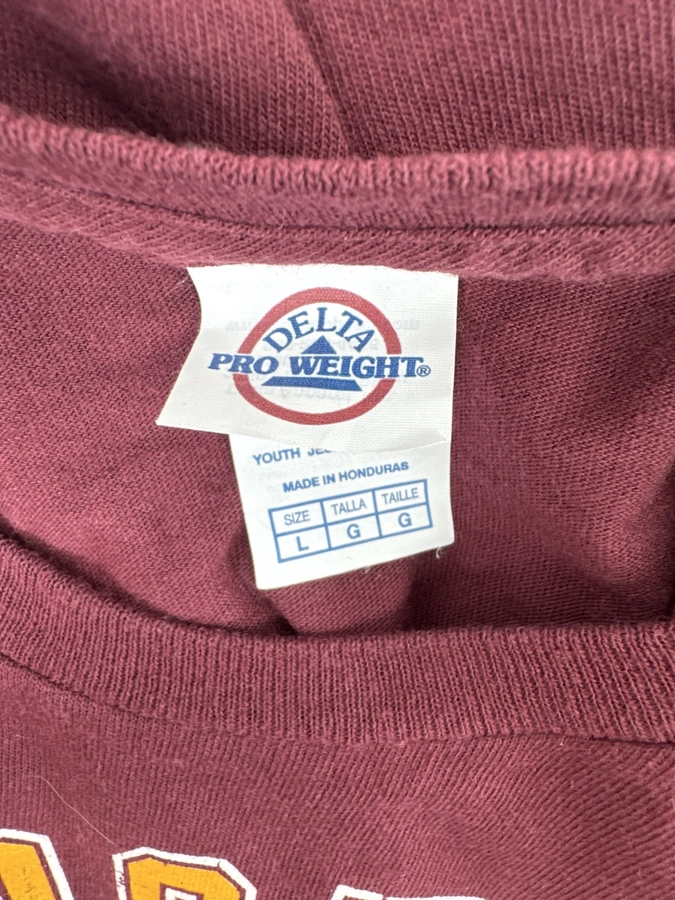 DELTA
PRO WEIGHT®
YOUTH
MADE IN HONDURAS
SIZE TALLA TAILLE
L G G